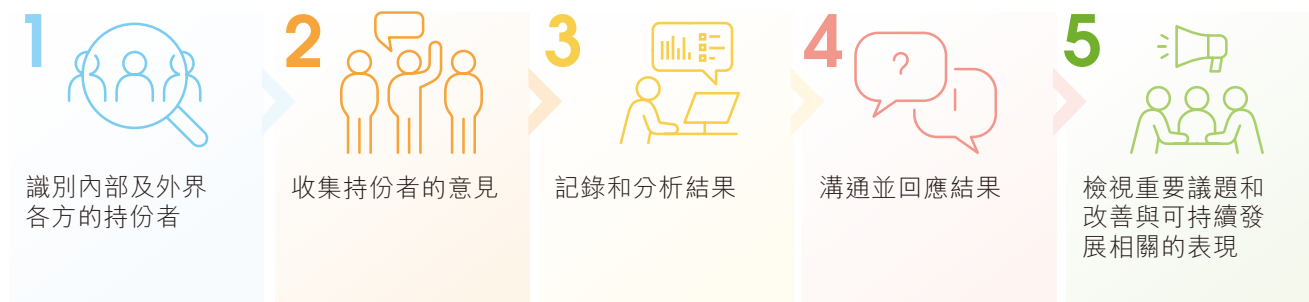 1
識別內部及外界
各方的持份者
2
收集持份者的意見
3
記錄和分析結果
4
?
溝通並回應結果
5
檢視重要議題和
改善與可持續發
展相關的表現